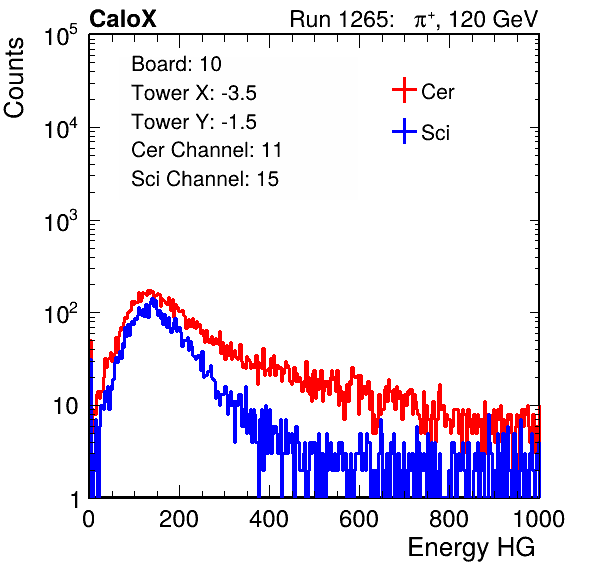 CaloX Run 1265: π⁺, 120 GeV
Counts
Board: 10
Tower X: -3.5
Tower Y: -1.5
Cer Channel: 11
Sci Channel: 15
Cer
Sci
10⁵
10⁴
10³
10²
10
1
0 200 400 600 800 1000
Energy HG